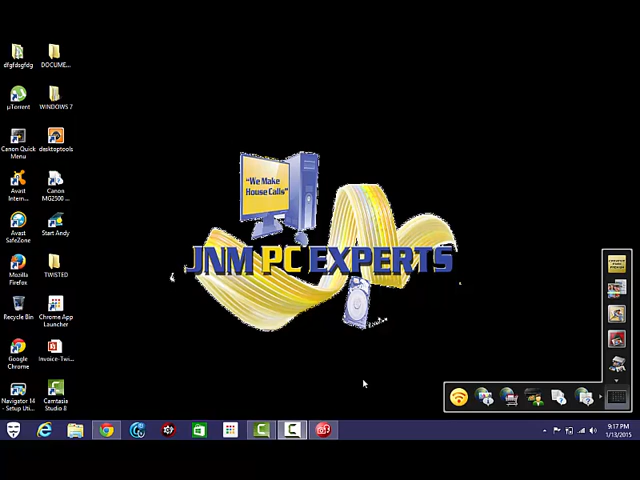 dfgfdsgfdg
DOCUME...
µTorrent
WINDOWS 7
Canon Quick
Menu
desktoptools
Avast
Intern...
Canon
MG2500 ...
Avast
SafeZone
Start Andy
Mozilla
Firefox
TWISTED
Recycle Bin
Chrome App
Launcher
Google
Chrome
Invoice-Twi...
Navigator 14
- Setup Uti...
Camtasia
Studio 8
"We Make
House Calls"
JNM PC EXPERTS
9:17 PM
1/13/2015